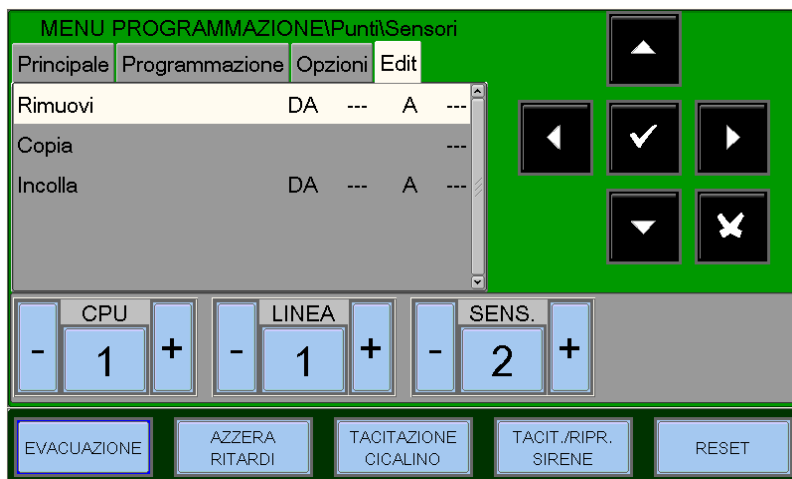 MENU PROGRAMMAZIONE\Punti\Sensori
Principale Programmazione Opzioni Edit
Rimuovi DA --- A ---
Copia ---
Incolla DA --- A ---
CPU LINEA SENS.
- 1 + - 1 + - 2 +
EVACUAZIONE AZZERA RITARDI TACITAZIONE CICALINO TACIT./RIPR. SIRENE RESET